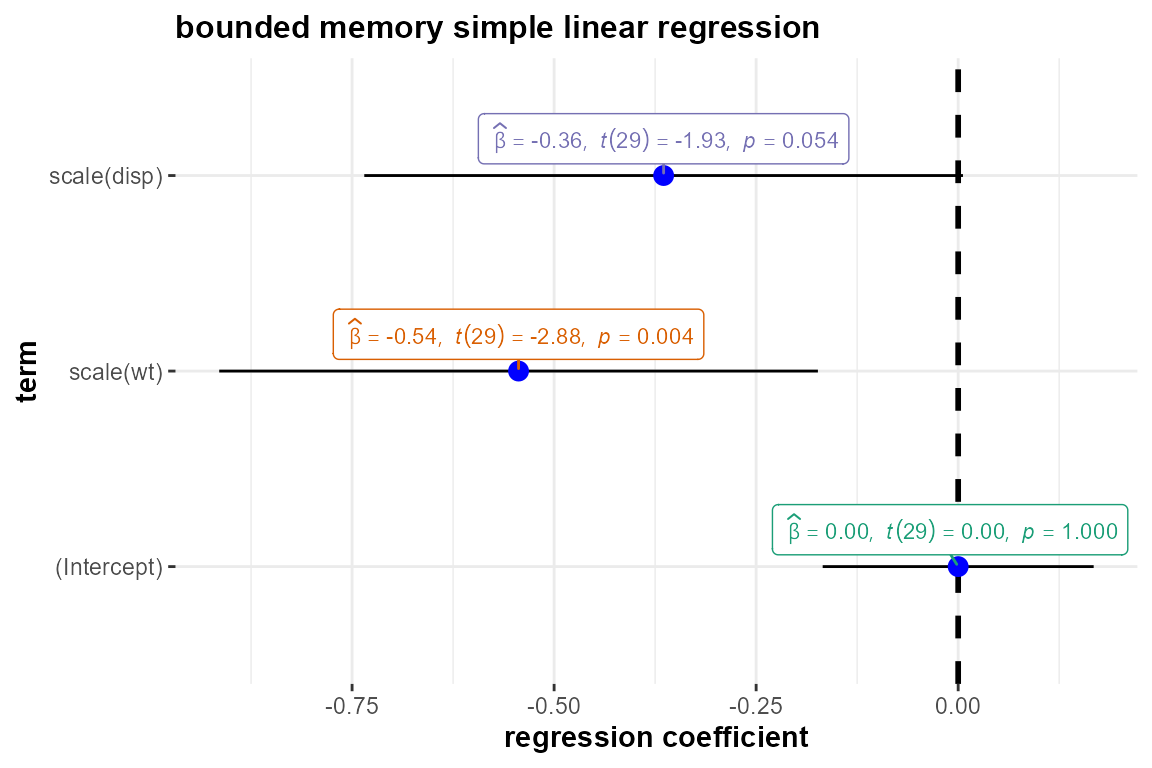 bounded memory simple linear regression
term
scale(disp)
β̂ = -0.36, t(29) = -1.93, p = 0.054
scale(wt)
β̂ = -0.54, t(29) = -2.88, p = 0.004
(Intercept)
β̂ = 0.00, t(29) = 0.00, p = 1.000
-0.75 -0.50 -0.25 0.00
regression coefficient